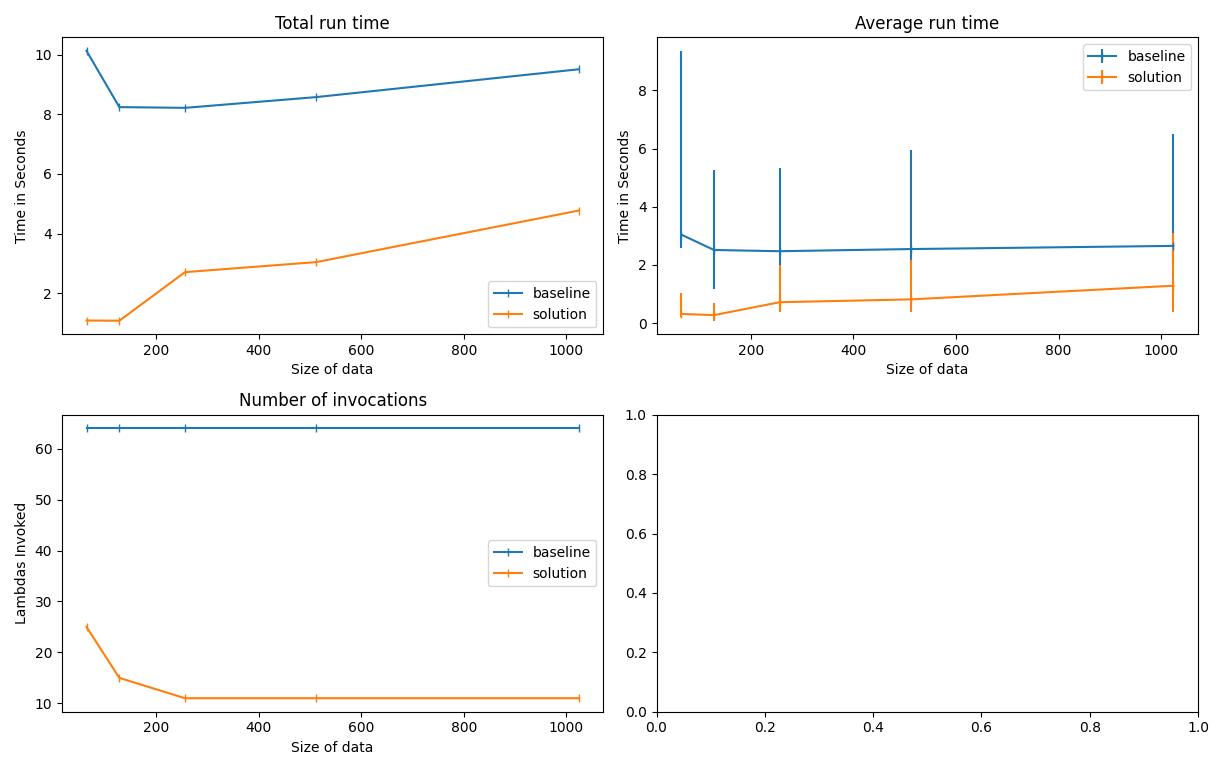 Total run time
10
8
6
4
2
Time in Seconds
baseline
solution
200 400 600 800 1000
Size of data
Average run time
8
6
4
2
0
Time in Seconds
baseline
solution
200 400 600 800 1000
Size of data
Number of invocations
60
50
40
30
20
10
Lambdas Invoked
baseline
solution
200 400 600 800 1000
Size of data
1.0
0.8
0.6
0.4
0.2
0.0
0.0 0.2 0.4 0.6 0.8 1.0